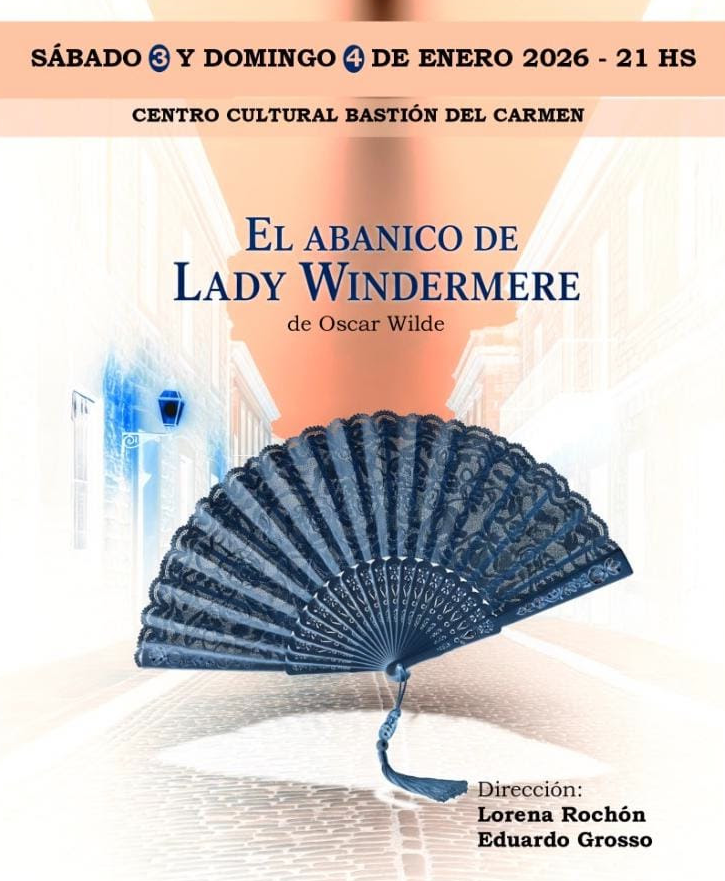 SÁBADO 3 Y DOMINGO 4 DE ENERO 2026 - 21 HS
CENTRO CULTURAL BASTIÓN DEL CARMEN
EL ABANICO DE
LADY WINDERMERE
de Oscar Wilde
Dirección:
Lorena Rochón
Eduardo Grosso